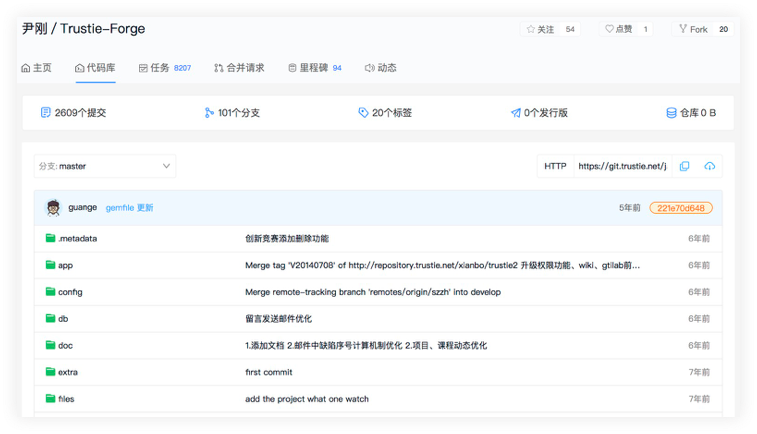 尹刚 / Trustie-Forge
关注 54 点赞 1 Fork 20
主页 代码库 任务 8207 合并请求 里程碑 94 动态
2609个提交 101个分支 20个标签 0个发行版 仓库 0 B
分支: master HTTP https://git.trustie.net/j
guange gemfile 更新 5年前 221e70d648
.metadata 创新竞赛添加删除功能 6年前
app Merge tag 'V20140708' of http://repository.trustie.net/xianbo/trustie2 升级权限功能、wiki、gtilab前... 6年前
config Merge remote-tracking branch 'remotes/origin/szzh' into develop 6年前
db 留言发送邮件优化 6年前
doc 1.添加文档 2.邮件中缺陷序号计算机制优化 2.项目、课程动态优化 6年前
extra first commit 7年前
files add the project what one watch 7年前